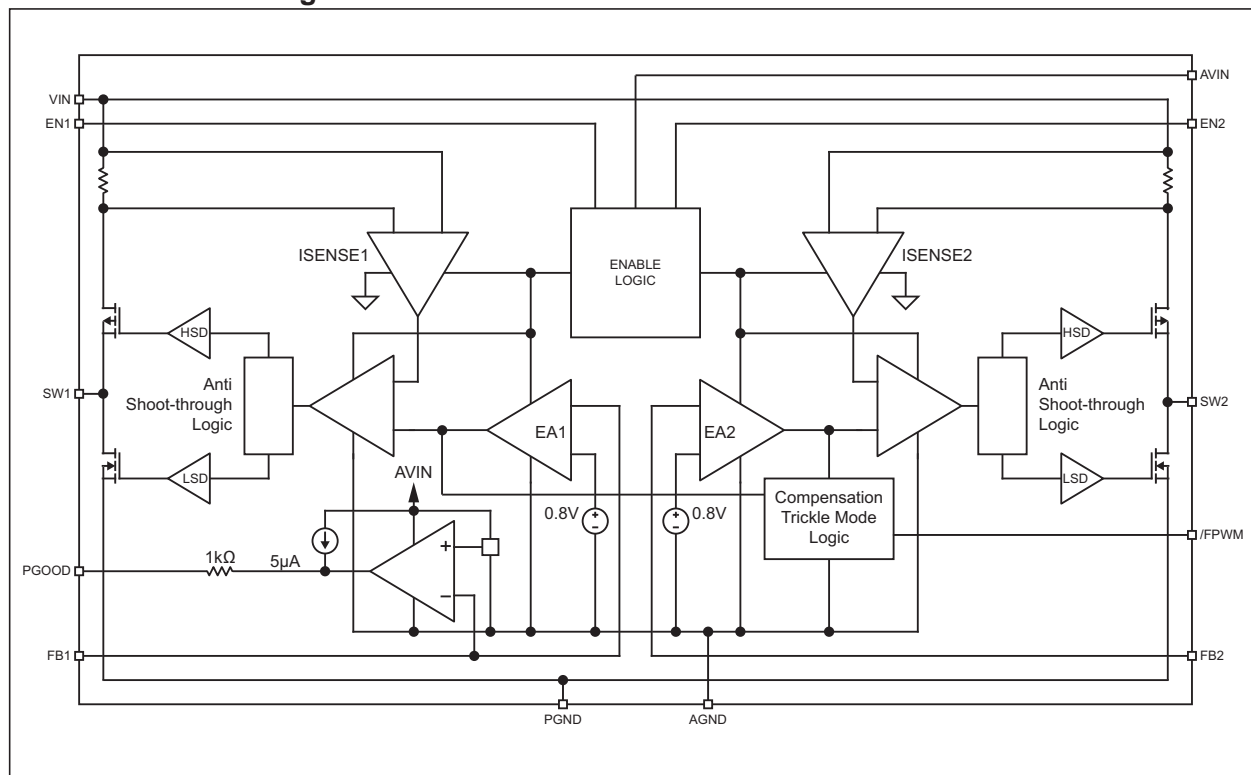 g
AVIN
VIN
EN1
EN2
ISENSE1
ENABLE
LOGIC
ISENSE2
HSD
HSD
SW1
Anti
Shoot-through
Logic
EA1
EA2
Anti
Shoot-through
Logic
SW2
LSD
AVIN
LSD
0.8V
+
−
+
−
0.8V
Compensation
Trickle Mode
Logic
/FPWM
1kΩ
5µA
+
−
PGOOD
FB1
FB2
PGND
AGND